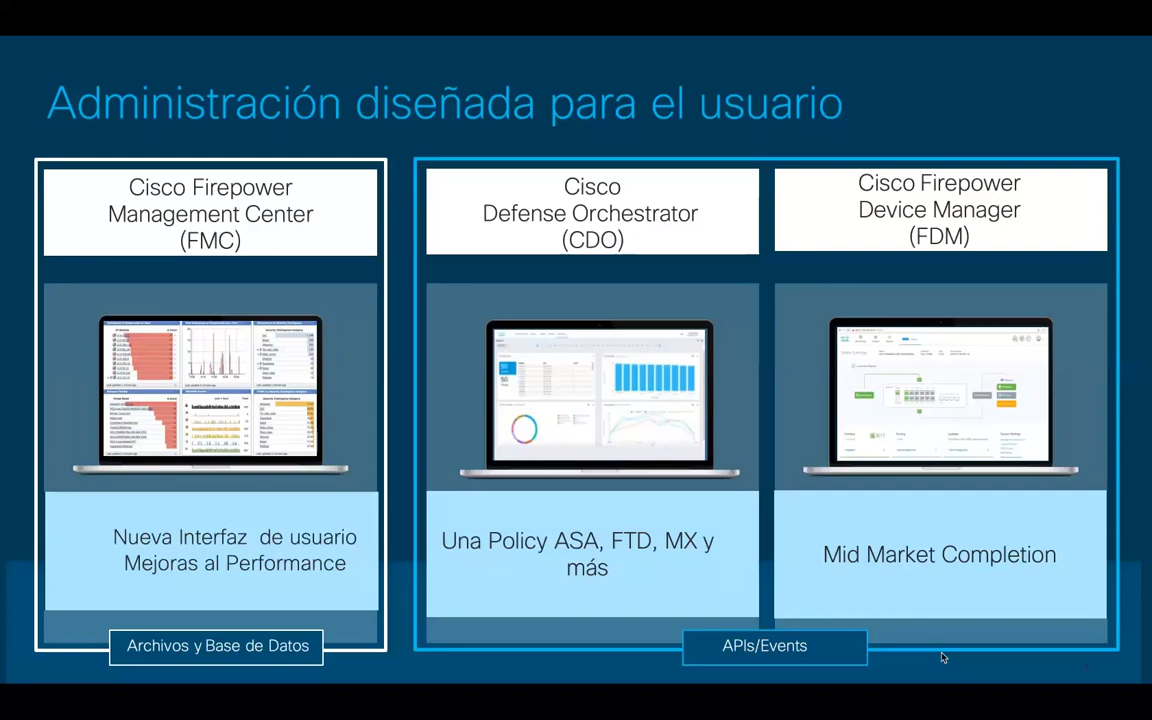 Administración diseñada para el usuario
Cisco Firepower
Management Center
(FMC)
Cisco
Defense Orchestrator
(CDO)
Cisco Firepower
Device Manager
(FDM)
Nueva Interfaz  de usuario
Mejoras al Performance
Una Policy ASA, FTD, MX y
más
Mid Market Completion
Archivos y Base de Datos
APIs/Events